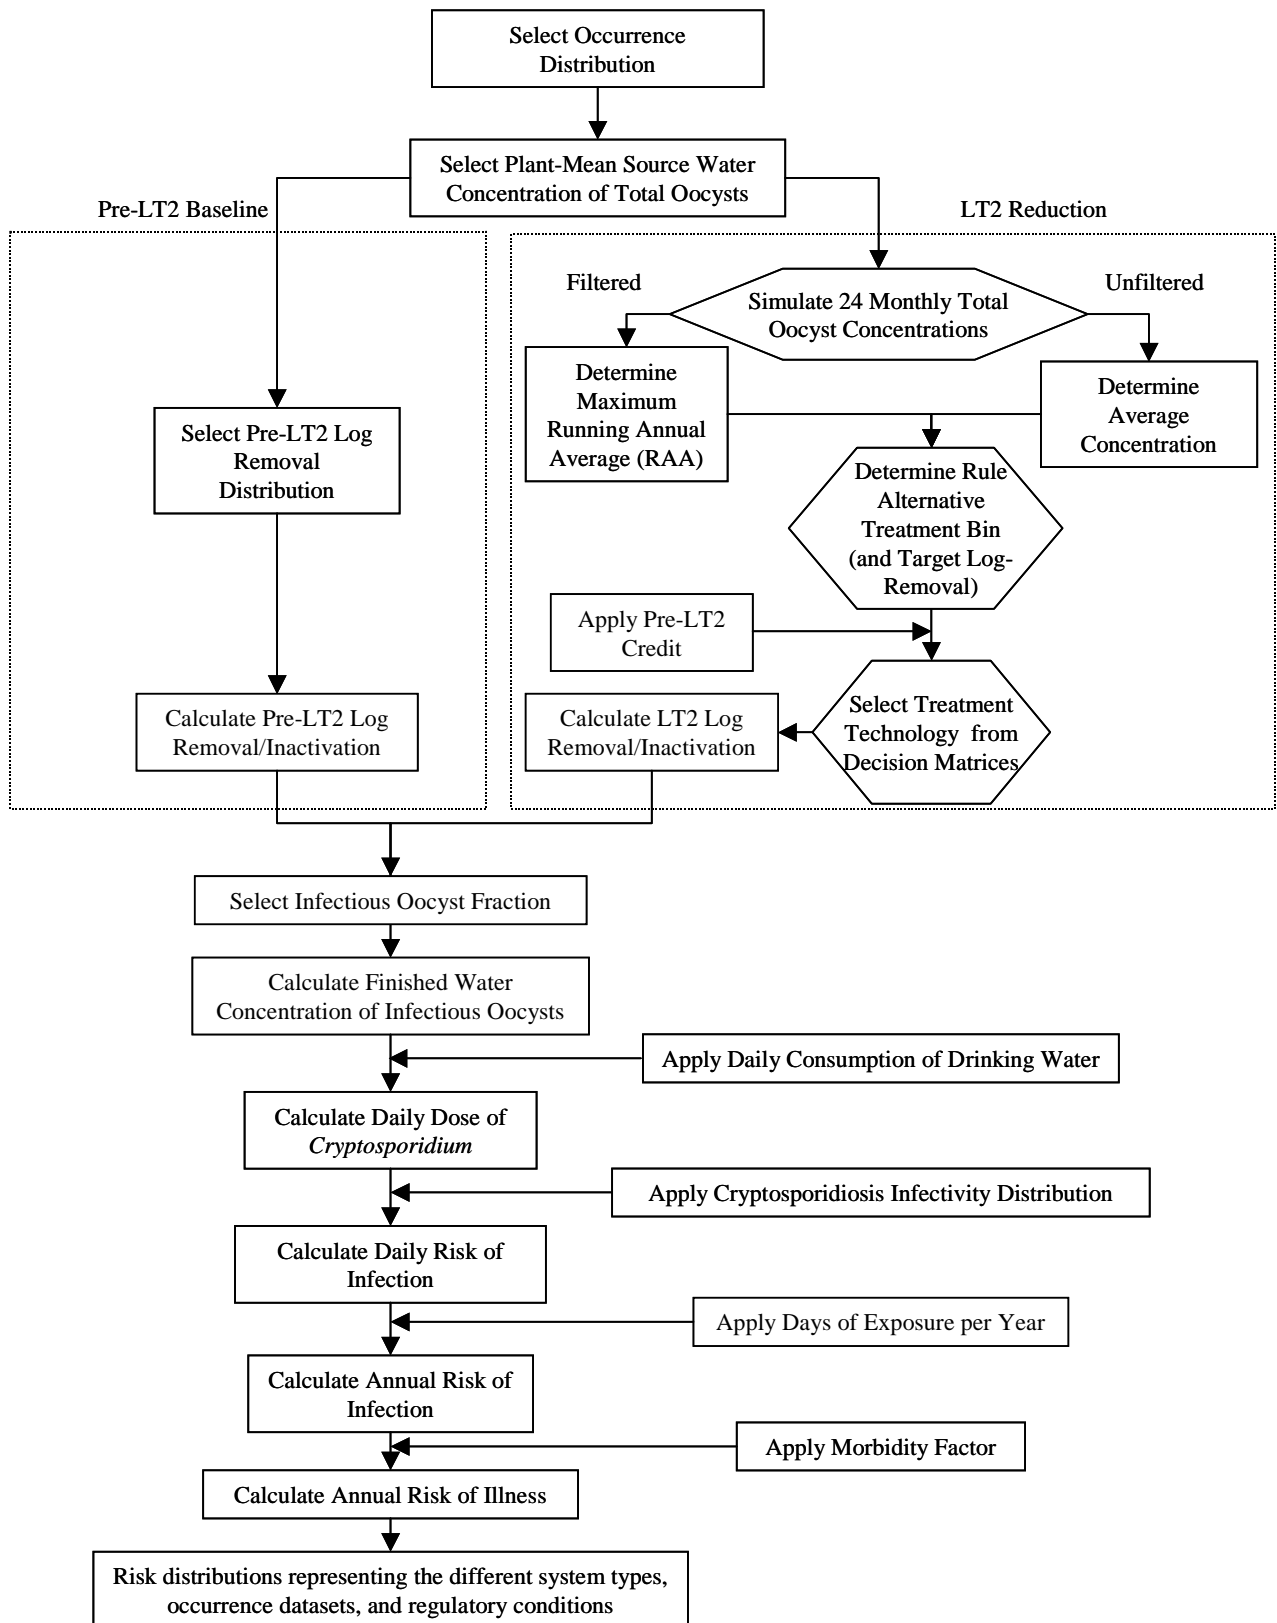 Select Occurrence
Distribution
Select Plant-Mean Source Water
Concentration of Total Oocysts
Pre-LT2 Baseline
LT2 Reduction
Filtered
Unfiltered
Simulate 24 Monthly Total
Oocyst Concentrations
Determine
Maximum
Running Annual
Average (RAA)
Determine
Average
Concentration
Select Pre-LT2 Log
Removal
Distribution
Determine Rule
Alternative
Treatment Bin
(and Target Log-
Removal)
Apply Pre-LT2
Credit
Calculate Pre-LT2 Log
Removal/Inactivation
Calculate LT2 Log
Removal/Inactivation
Select Treatment
Technology from
Decision Matrices
Select Infectious Oocyst Fraction
Calculate Finished Water
Concentration of Infectious Oocysts
Apply Daily Consumption of Drinking Water
Calculate Daily Dose of
Cryptosporidium
Apply Cryptosporidiosis Infectivity Distribution
Calculate Daily Risk of
Infection
Apply Days of Exposure per Year
Calculate Annual Risk of
Infection
Apply Morbidity Factor
Calculate Annual Risk of Illness
Risk distributions representing the different system types,
occurrence datasets, and regulatory conditions